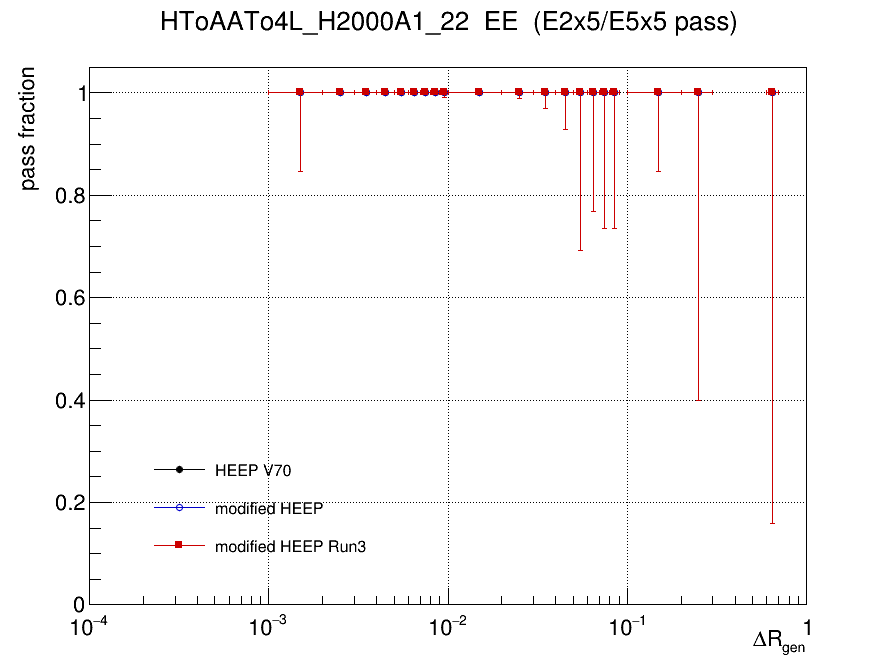 HToAATo4L_H2000A1_22 EE (E2x5/E5x5 pass)
pass fraction
1
0.8
0.6
0.4
0.2
0
HEEP V70
modified HEEP
modified HEEP Run3
10⁻⁴ 10⁻³ 10⁻² 10⁻¹ 1
ΔR_gen